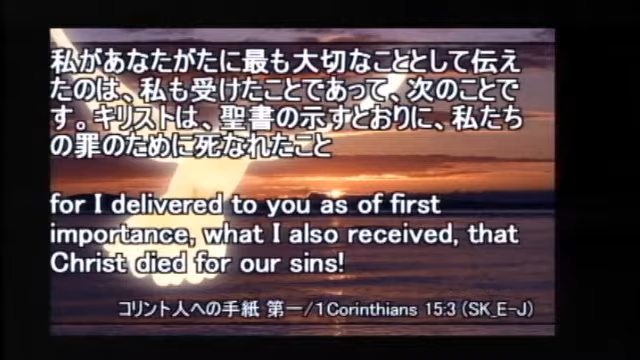 私があなたがたに最も大切なこととして伝え
たのは、私も受けたことであって、次のことで
す。キリストは、聖書の示すとおりに、私たち
の罪のために死なれたこと
for I delivered to you as of first
importance, what I also received, that
Christ died for our sins!
コリント人への手紙 第一/1Corinthians 15:3 (SK_E-J)